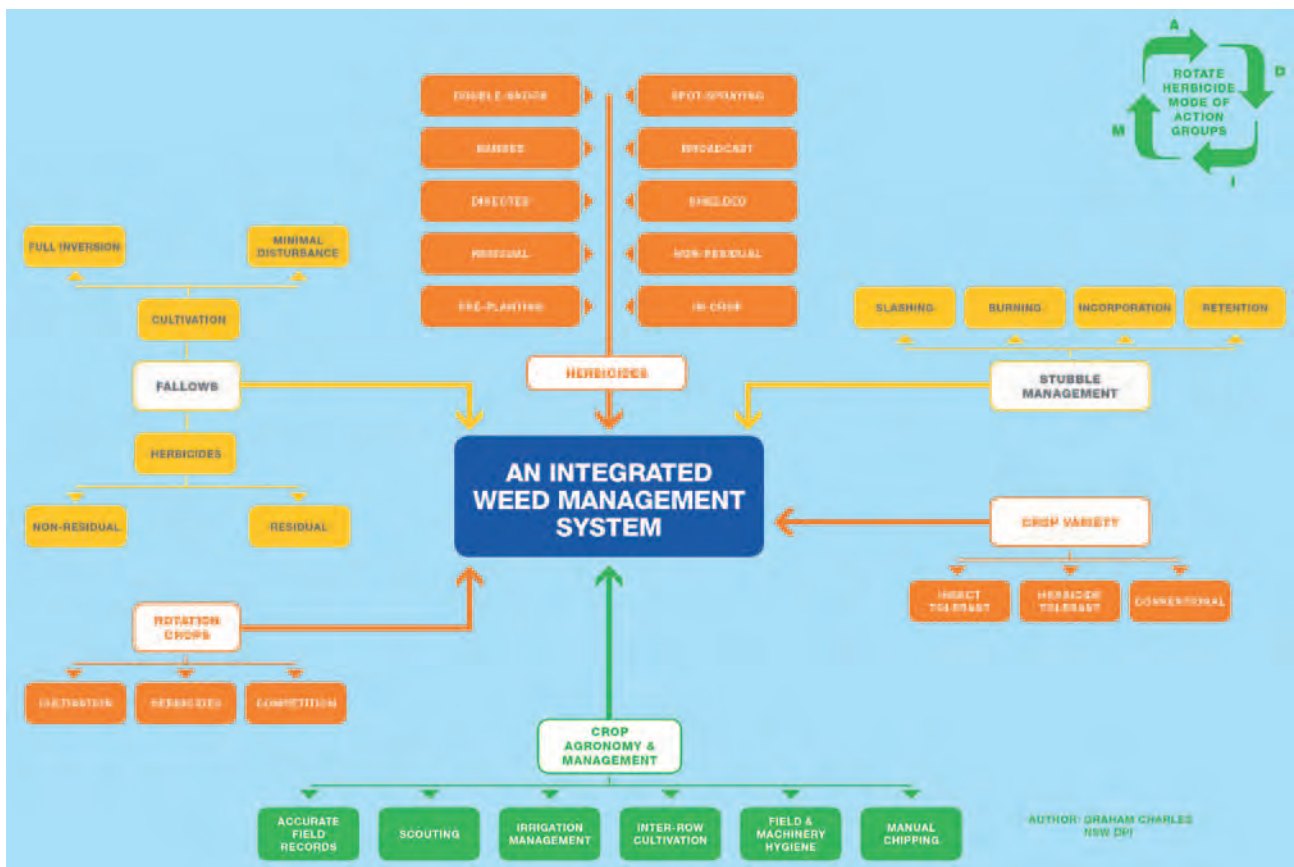 A
ROTATE
HERBICIDE
MODE OF
ACTION
GROUPS
D
M
I
DOUBLE-KNOCK
SPOT-SPRAYING
BANDED
BROADCAST
DIRECTED
SHIELDED
RESIDUAL
NON-RESIDUAL
PRE-PLANTING
IN-CROP
HERBICIDES
FULL INVERSION
MINIMAL
DISTURBANCE
CULTIVATION
FALLOWS
HERBICIDES
NON-RESIDUAL
RESIDUAL
SLASHING
BURNING
INCORPORATION
RETENTION
STUBBLE
MANAGEMENT
AN INTEGRATED
WEED MANAGEMENT
SYSTEM
CROP VARIETY
INSECT
TOLERANT
HERBICIDE
TOLERANT
CONVENTIONAL
ROTATION
CROPS
CULTIVATION
HERBICIDES
COMPETITION
CROP
AGRONOMY &
MANAGEMENT
ACCURATE
FIELD
RECORDS
SCOUTING
IRRIGATION
MANAGEMENT
INTER-ROW
CULTIVATION
FIELD &
MACHINERY
HYGIENE
MANUAL
CHIPPING
AUTHOR: GRAHAM CHARLES
NSW DPI